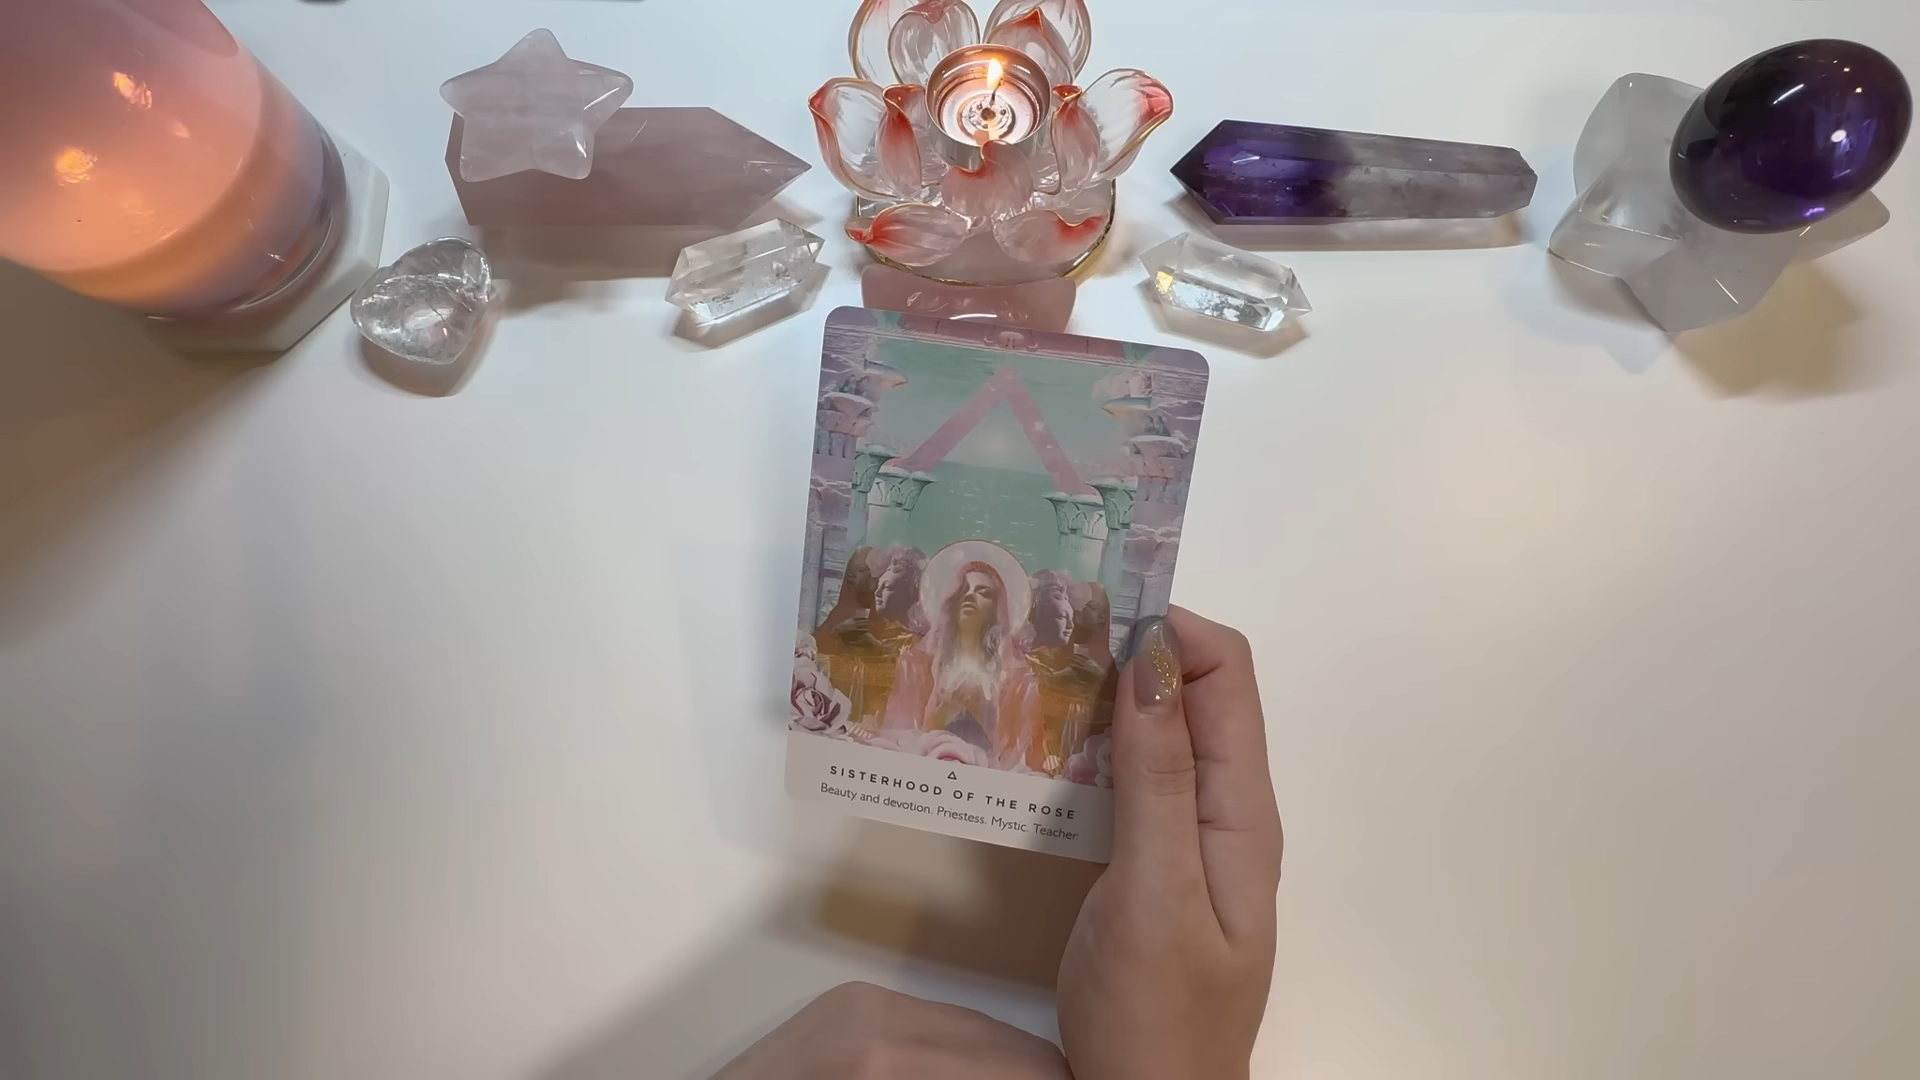 SISTERHOOD OF THE ROSE
Beauty and devotion. Priestess. Mystic. Teacher.